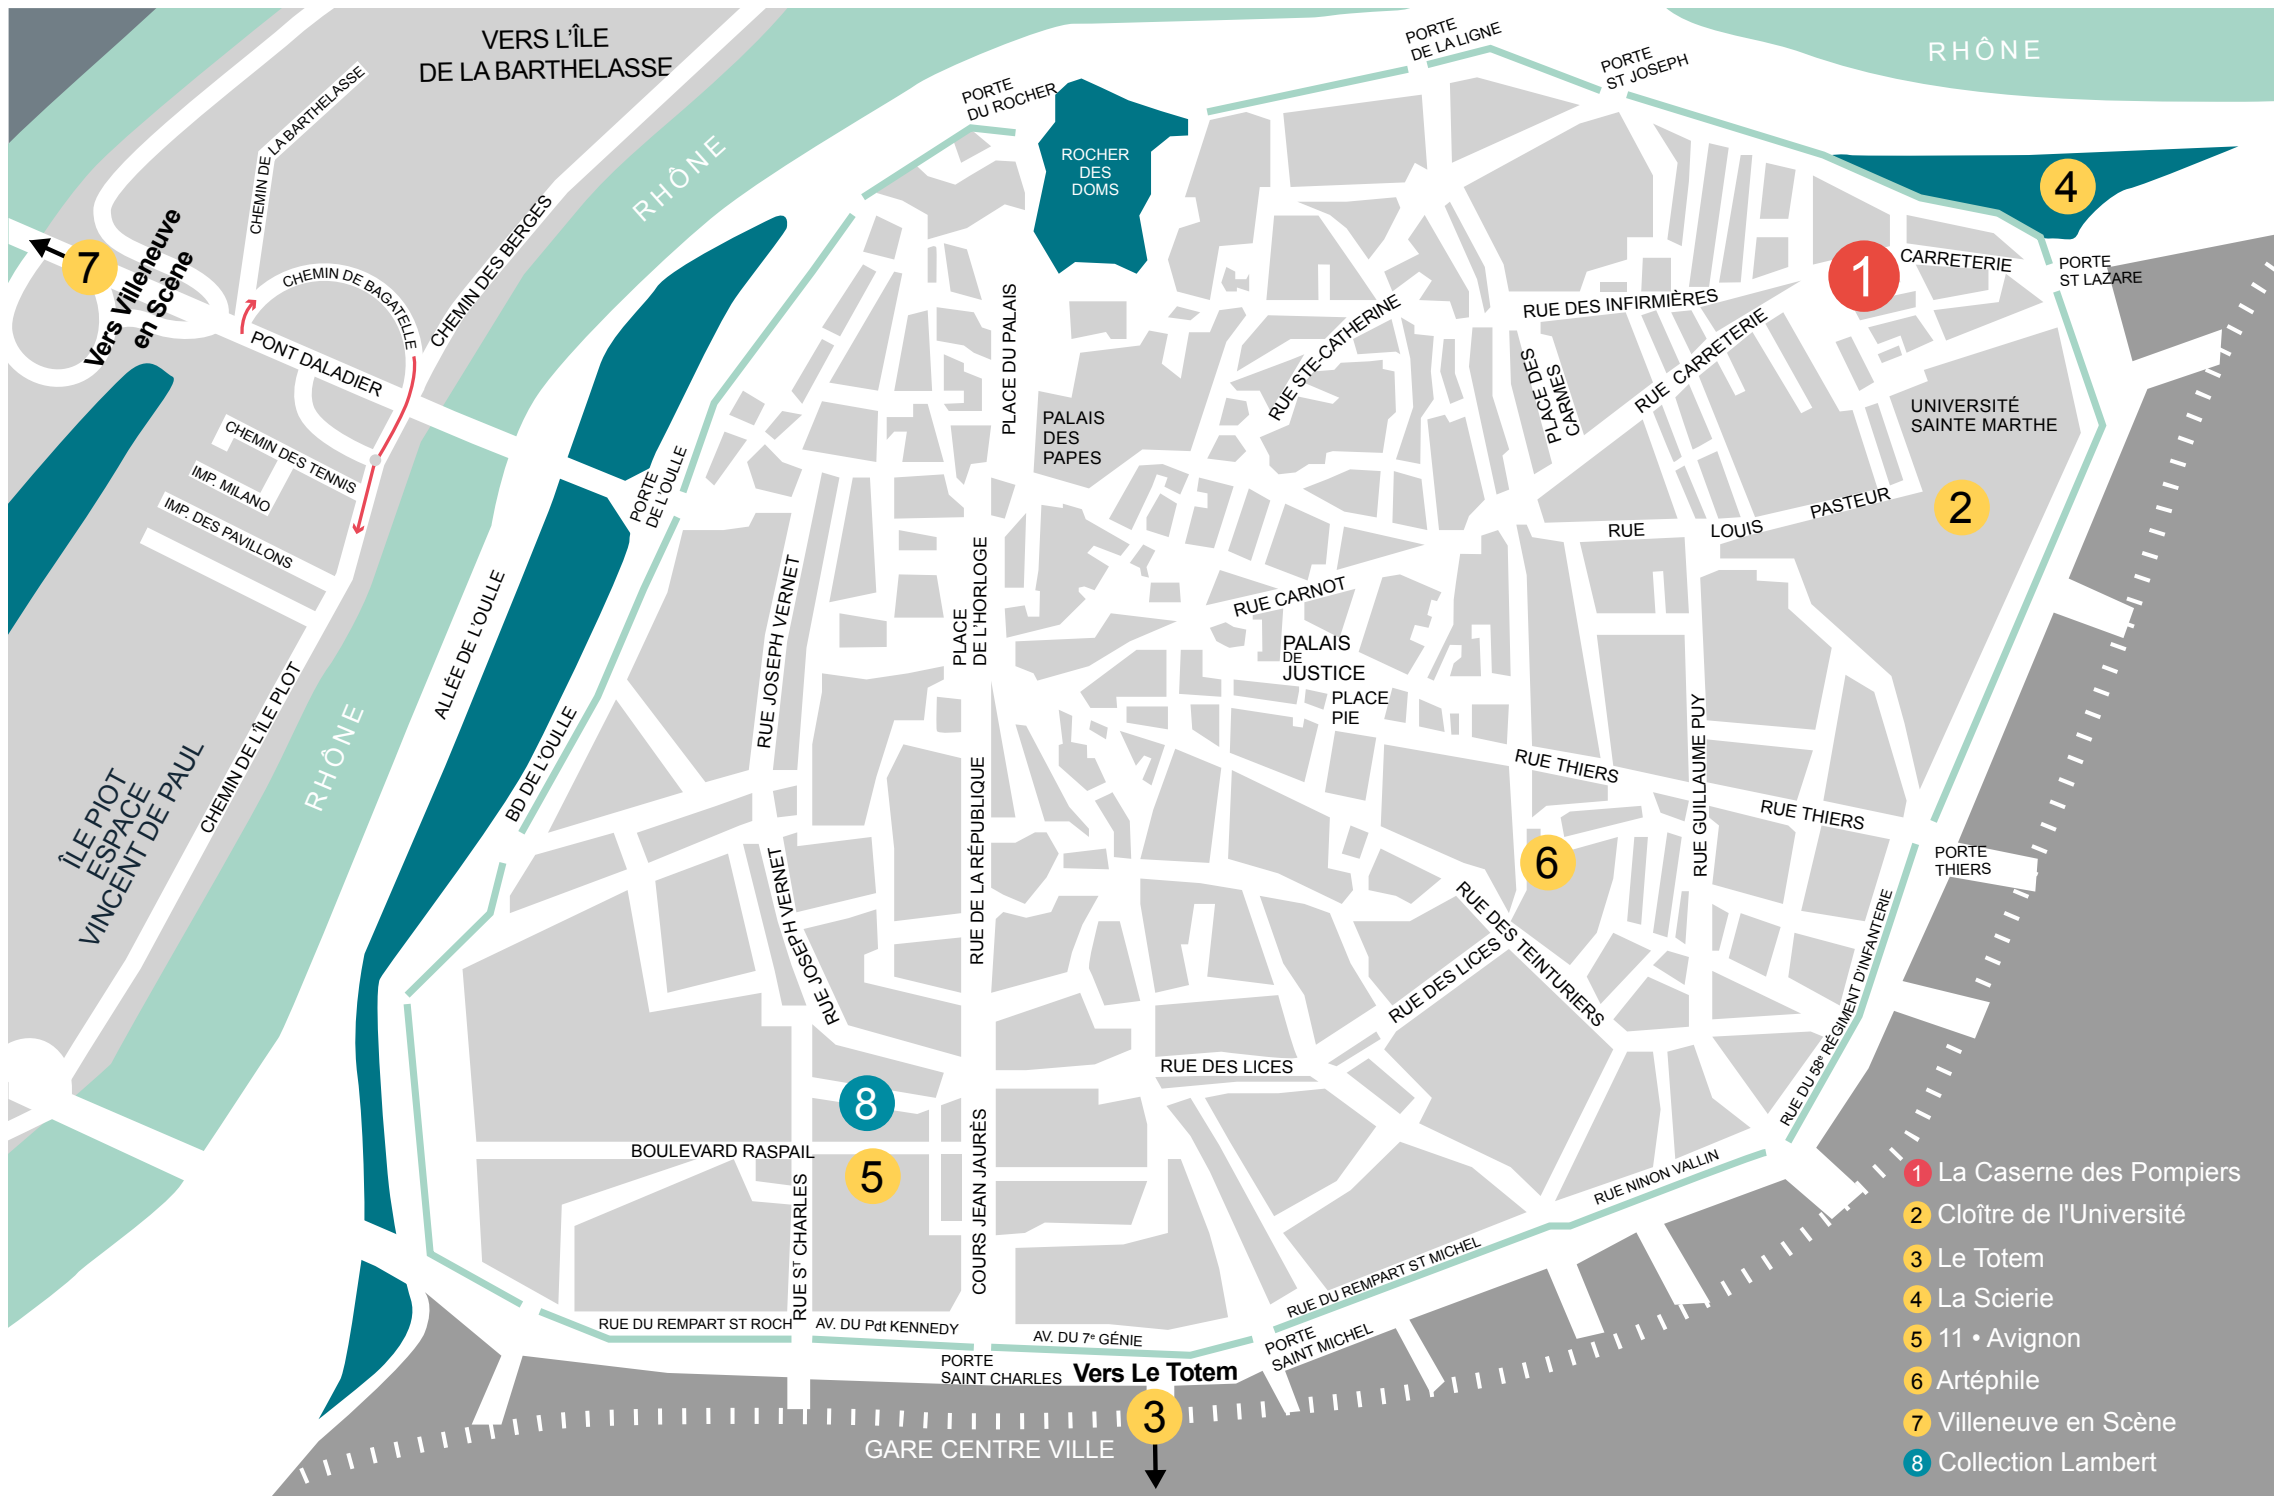 VERS L'ÎLE
DE LA BARTHELASSE
RHÔNE
PORTE
DE LA LIGNE
PORTE
ST JOSEPH
PORTE
DU ROCHER
RHÔNE
ROCHER
DES
DOMS
4
CHEMIN DE LA BARTHELASSE
CHEMIN DES BERGES
7
Vers Villeneuve
en Scène
CHEMIN DE BAGATELLE
PONT DALADIER
1
CARRETERIE
PORTE
ST LAZARE
RUE DES INFIRMIÈRES
RUE CARRETERIE
PLACE DES
CARMES
RUE STE-CATHERINE
PLACE DU PALAIS
PALAIS
DES
PAPES
UNIVERSITÉ
SAINTE MARTHE
2
CHEMIN DES TENNIS
IMP. MILANO
IMP. DES PAVILLONS
PORTE
DE L'OULLE
RUE
LOUIS
PASTEUR
RUE JOSEPH VERNET
PLACE
DE L'HORLOGE
RUE CARNOT
PALAIS
DE
JUSTICE
PLACE
PIE
ALLÉE DE L'OULLE
CHEMIN DE L'ÎLE PLOT
RHÔNE
BD DE L'OULLE
ÎLE PIOT
ESPACE
VINCENT DE PAUL
RUE THIERS
RUE GUILLAUME PUY
RUE THIERS
PORTE
THIERS
6
RUE JOSEPH VERNET
RUE DE LA RÉPUBLIQUE
RUE DES TEINTURIERS
RUE DES LICES
RUE DES LICES
RUE DU 58e RÉGIMENT D'INFANTERIE
8
BOULEVARD RASPAIL
5
RUE ST CHARLES
COURS JEAN JAURÈS
RUE NINON VALLIN
RUE DU REMPART ST MICHEL
RUE DU REMPART ST ROCH
AV. DU Pdt KENNEDY
AV. DU 7e GÉNIE
PORTE
SAINT MICHEL
PORTE
SAINT CHARLES
Vers Le Totem
3
GARE CENTRE VILLE
1 La Caserne des Pompiers
2 Cloître de l'Université
3 Le Totem
4 La Scierie
5 11 • Avignon
6 Artéphile
7 Villeneuve en Scène
8 Collection Lambert